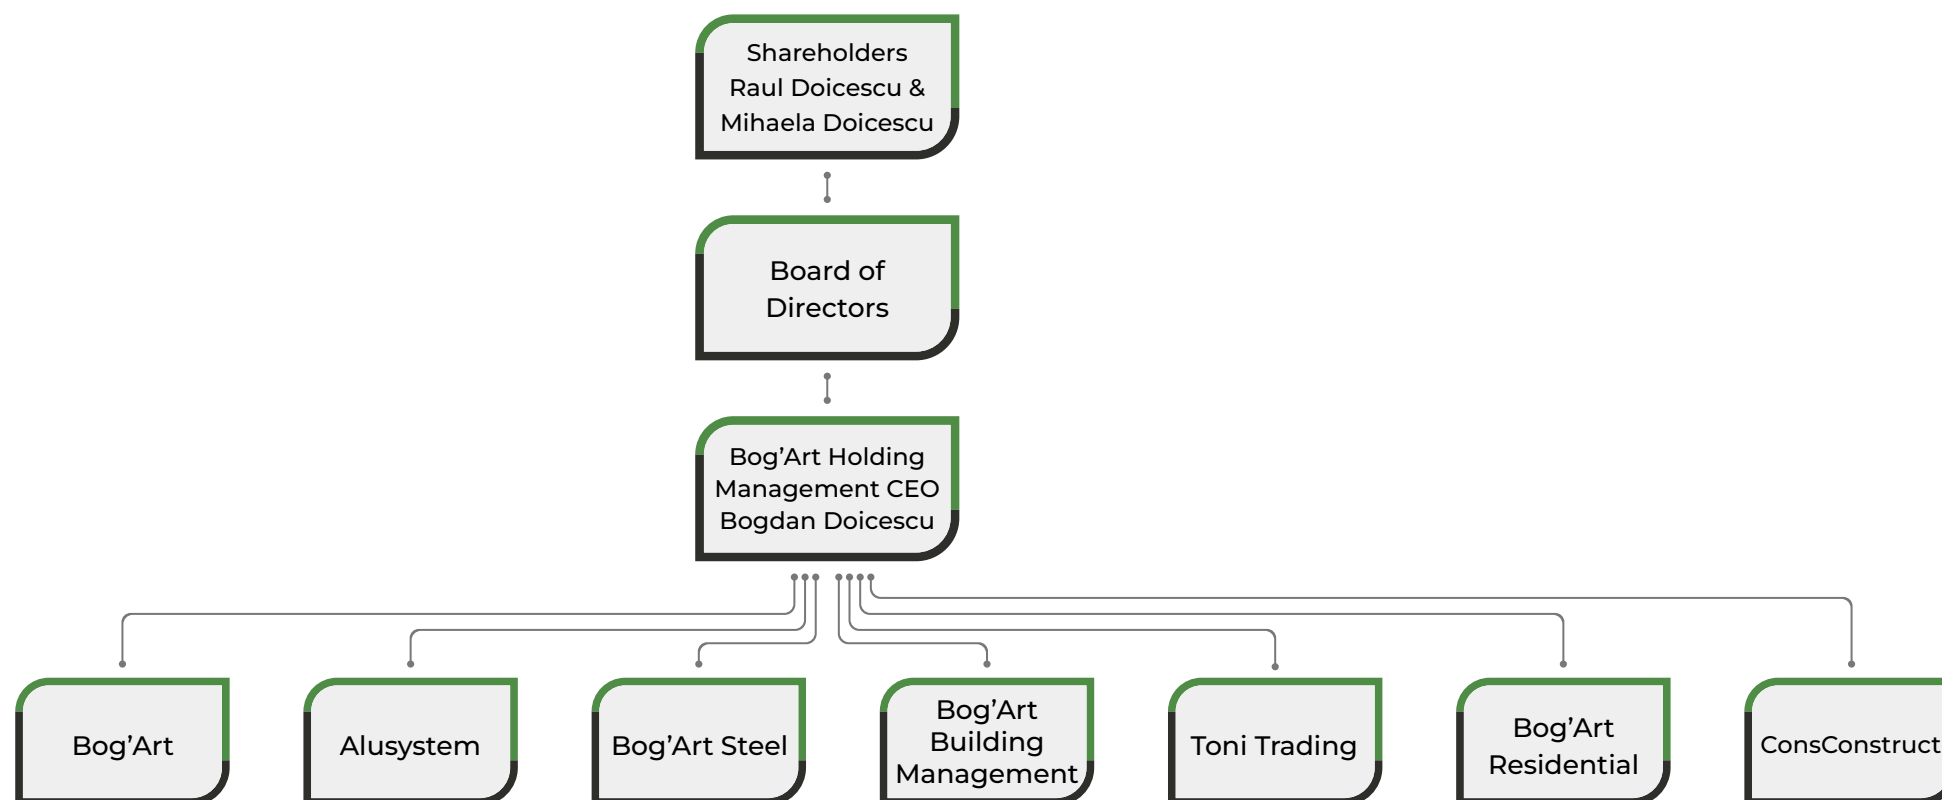 Shareholders
Raul Doicescu &
Mihaela Doicescu
Board of
Directors
Bog’Art Holding
Management CEO
Bogdan Doicescu
Bog’Art
Alusystem
Bog’Art Steel
Bog’Art
Building
Management
Toni Trading
Bog’Art
Residential
ConsConstruct